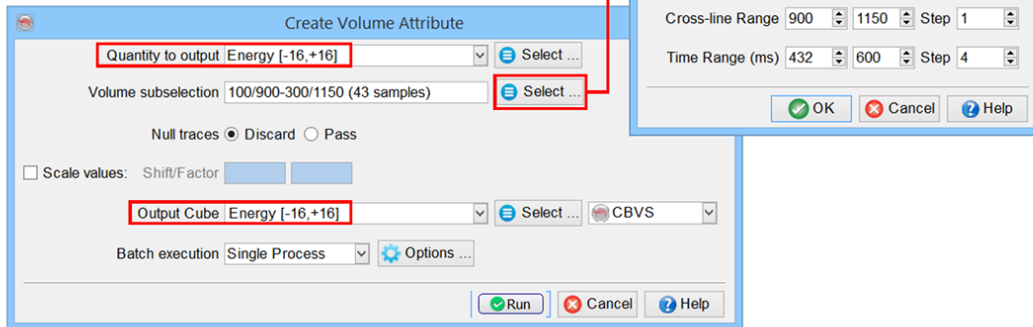 Create Volume Attribute
Quantity to output Energy [-16,+16] Select ...
Volume subselection 100/900-300/1150 (43 samples) Select ...
Null traces Discard Pass
Scale values: Shift/Factor
Output Cube Energy [-16,+16] Select ... CBVS
Batch execution Single Process Options ...
Run Cancel Help
Cross-line Range 900 1150 Step 1
Time Range (ms) 432 600 Step 4
OK Cancel Help